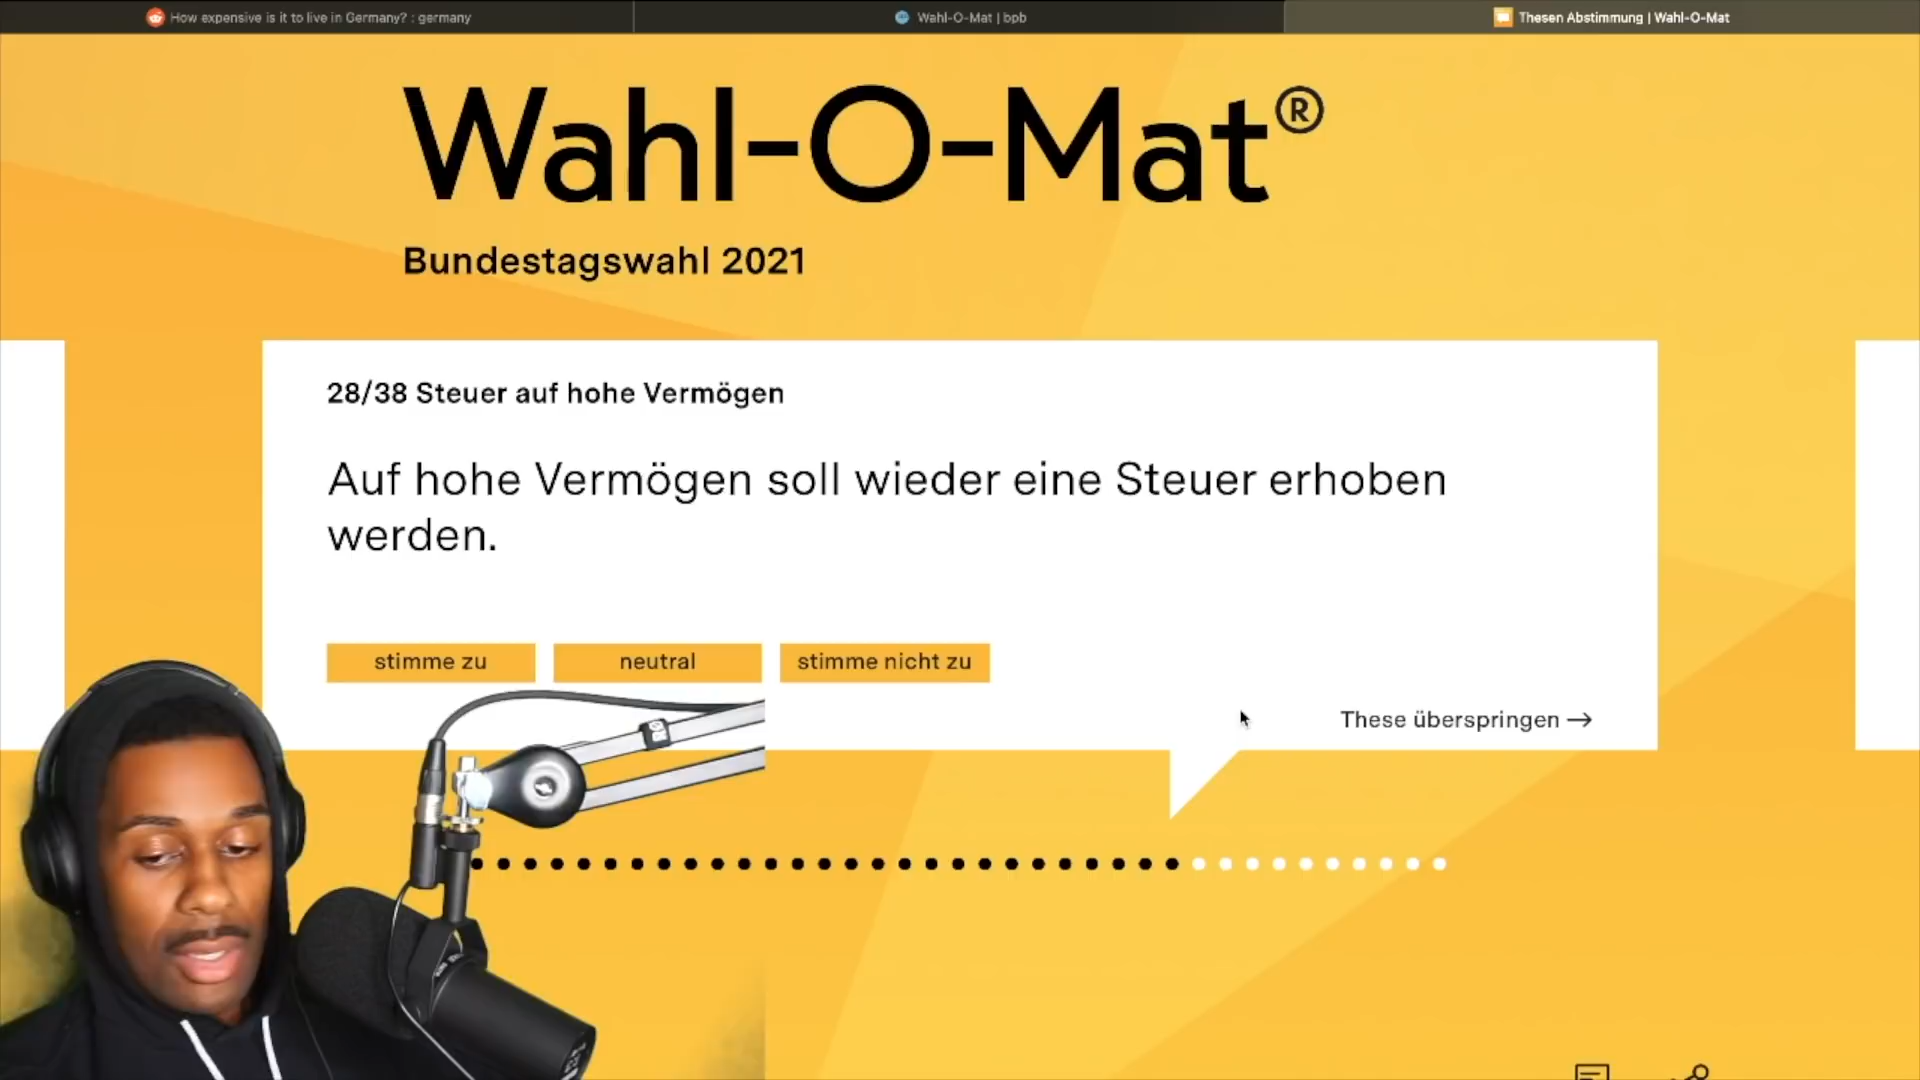 How expensive is it to live in Germany? : germany
Wahl-O-Mat | bpb
Thesen Abstimmung | Wahl-O-Mat
Wahl-O-Mat®
Bundestagswahl 2021
28/38 Steuer auf hohe Vermögen
Auf hohe Vermögen soll wieder eine Steuer erhoben
werden.
stimme zu
neutral
stimme nicht zu
These überspringen →